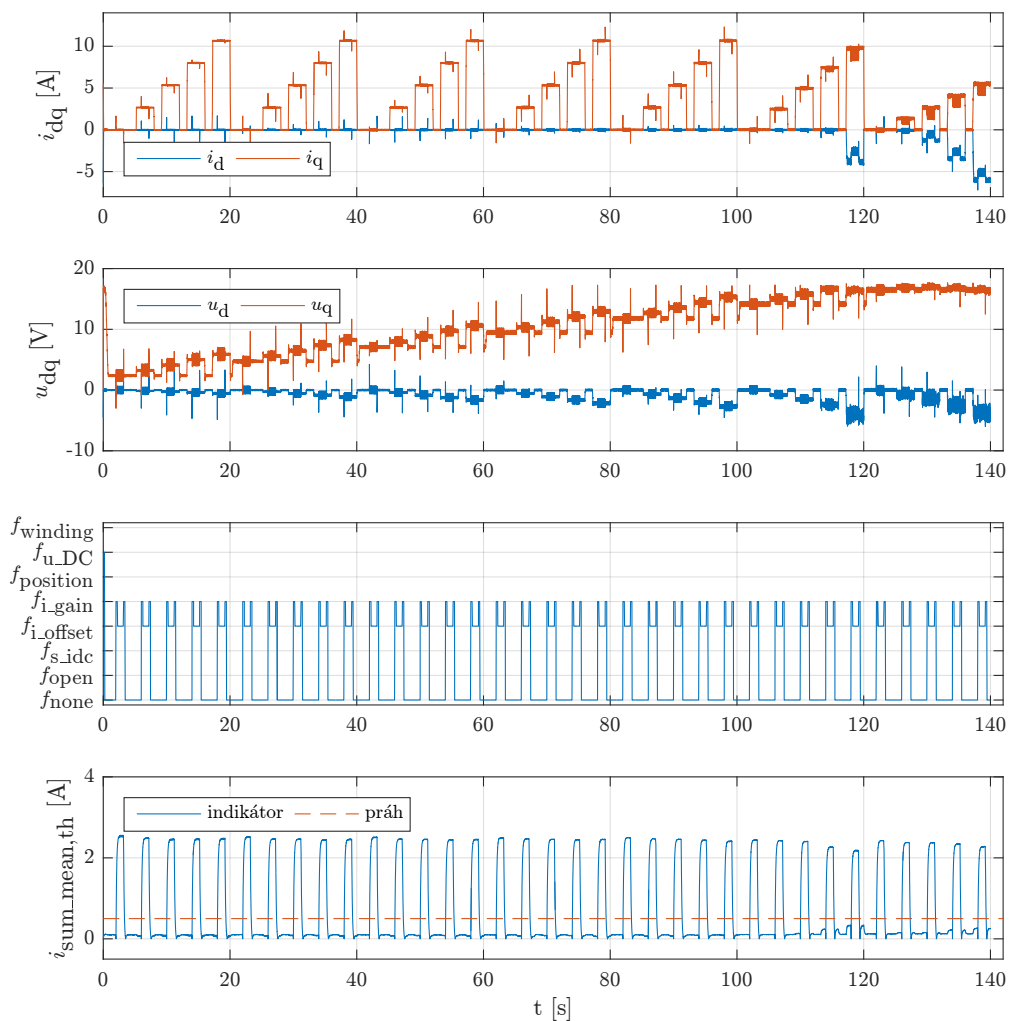 10
5
0
-5
i_dq [A]
i_d i_q
0 20 40 60 80 100 120 140
20
10
0
-10
u_dq [V]
u_d u_q
0 20 40 60 80 100 120 140
f_winding
f_u_DC
f_position
f_i_gain
f_i_offset
f_s_idc
f_open
f_none
0 20 40 60 80 100 120 140
4
2
0
i_sum_mean,th [A]
indikátor práh
0 20 40 60 80 100 120 140
t [s]